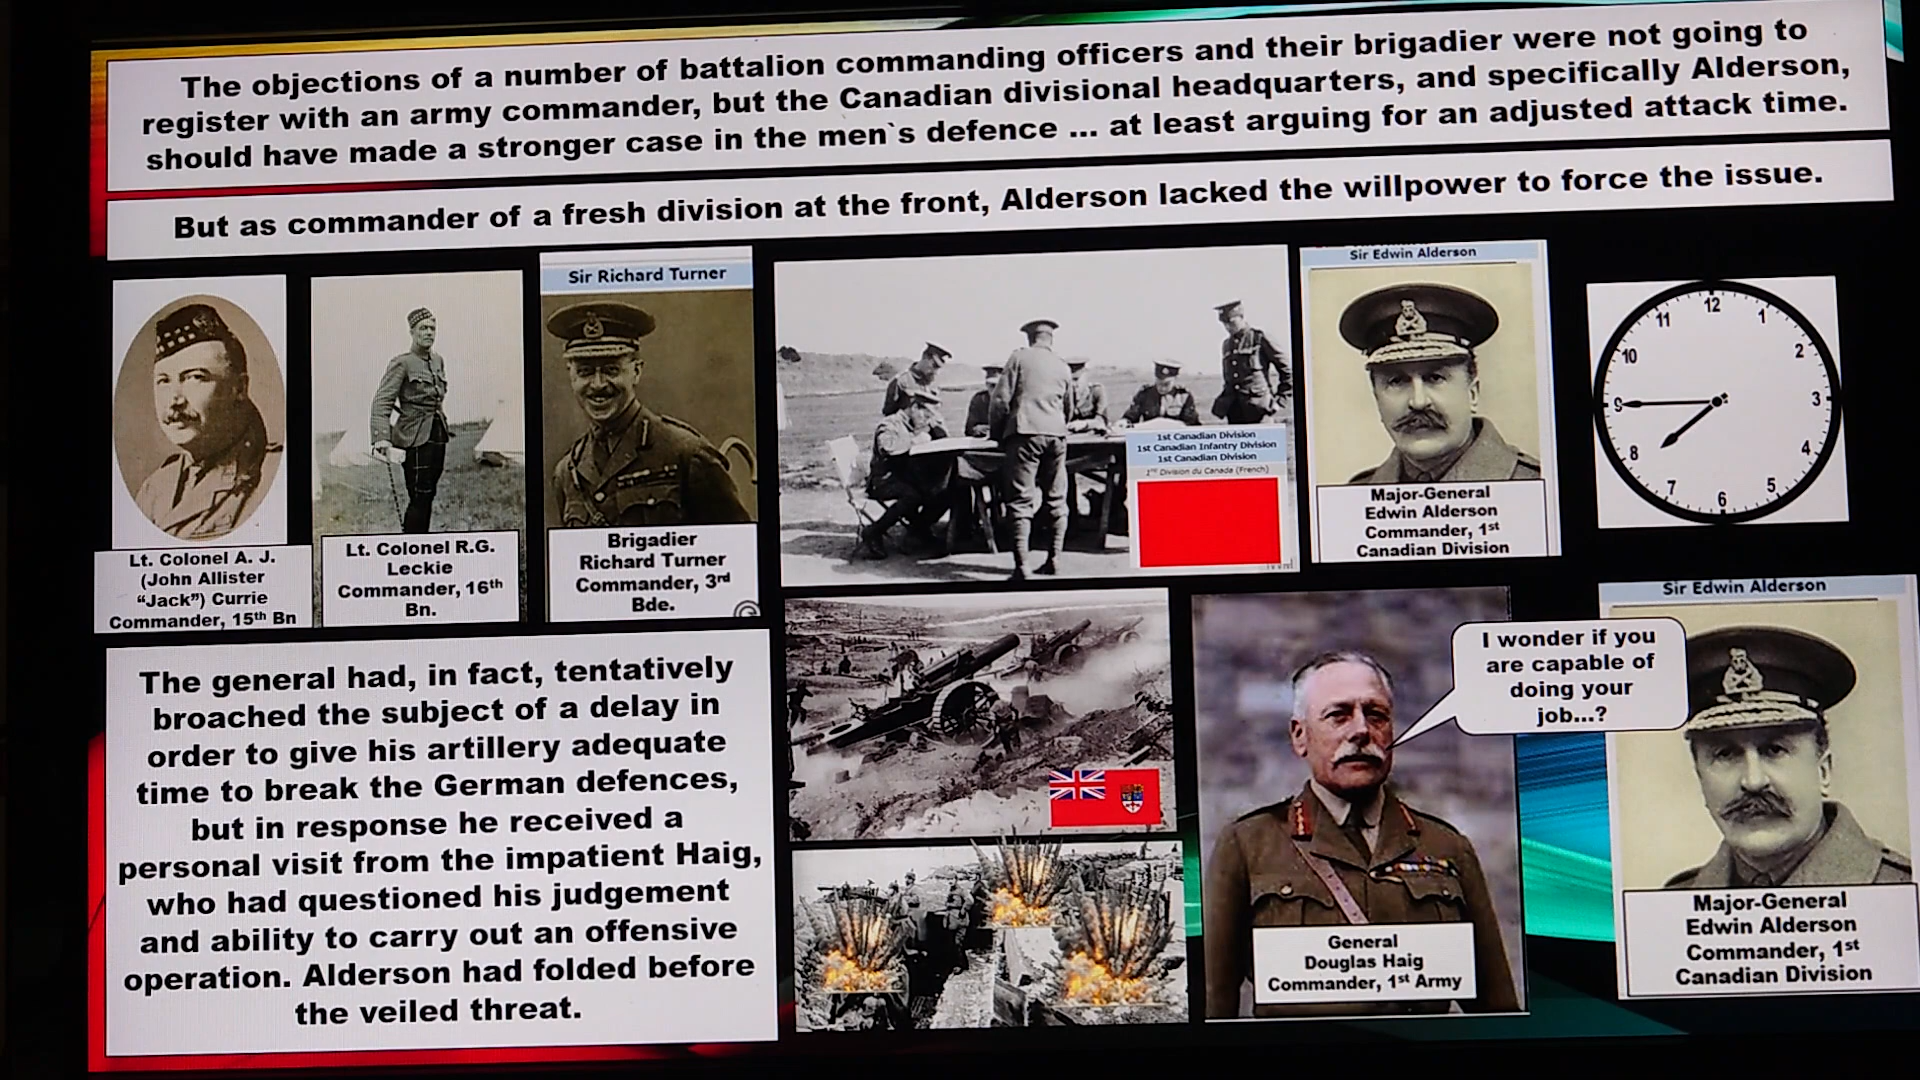 The objections of a number of battalion commanding officers and their brigadier were not going to
register with an army commander, but the Canadian divisional headquarters, and specifically Alderson,
should have made a stronger case in the men`s defence ... at least arguing for an adjusted attack time.
But as commander of a fresh division at the front, Alderson lacked the willpower to force the issue.
Lt. Colonel A. J.
(John Allister
“Jack”) Currie
Commander, 15th Bn
Lt. Colonel R.G.
Leckie
Commander, 16th
Bn.
Sir Richard Turner
Brigadier
Richard Turner
Commander, 3rd
Bde.
1st Canadian Division
1st Canadian Infantry Division
1st Canadian Division
1re Division du Canada (French)
Sir Edwin Alderson
Major-General
Edwin Alderson
Commander, 1st
Canadian Division
12
1
2
3
4
5
6
7
8
9
10
11
The general had, in fact, tentatively
broached the subject of a delay in
order to give his artillery adequate
time to break the German defences,
but in response he received a
personal visit from the impatient Haig,
who had questioned his judgement
and ability to carry out an offensive
operation. Alderson had folded before
the veiled threat.
I wonder if you
are capable of
doing your
job...?
General
Douglas Haig
Commander, 1st Army
Sir Edwin Alderson
Major-General
Edwin Alderson
Commander, 1st
Canadian Division